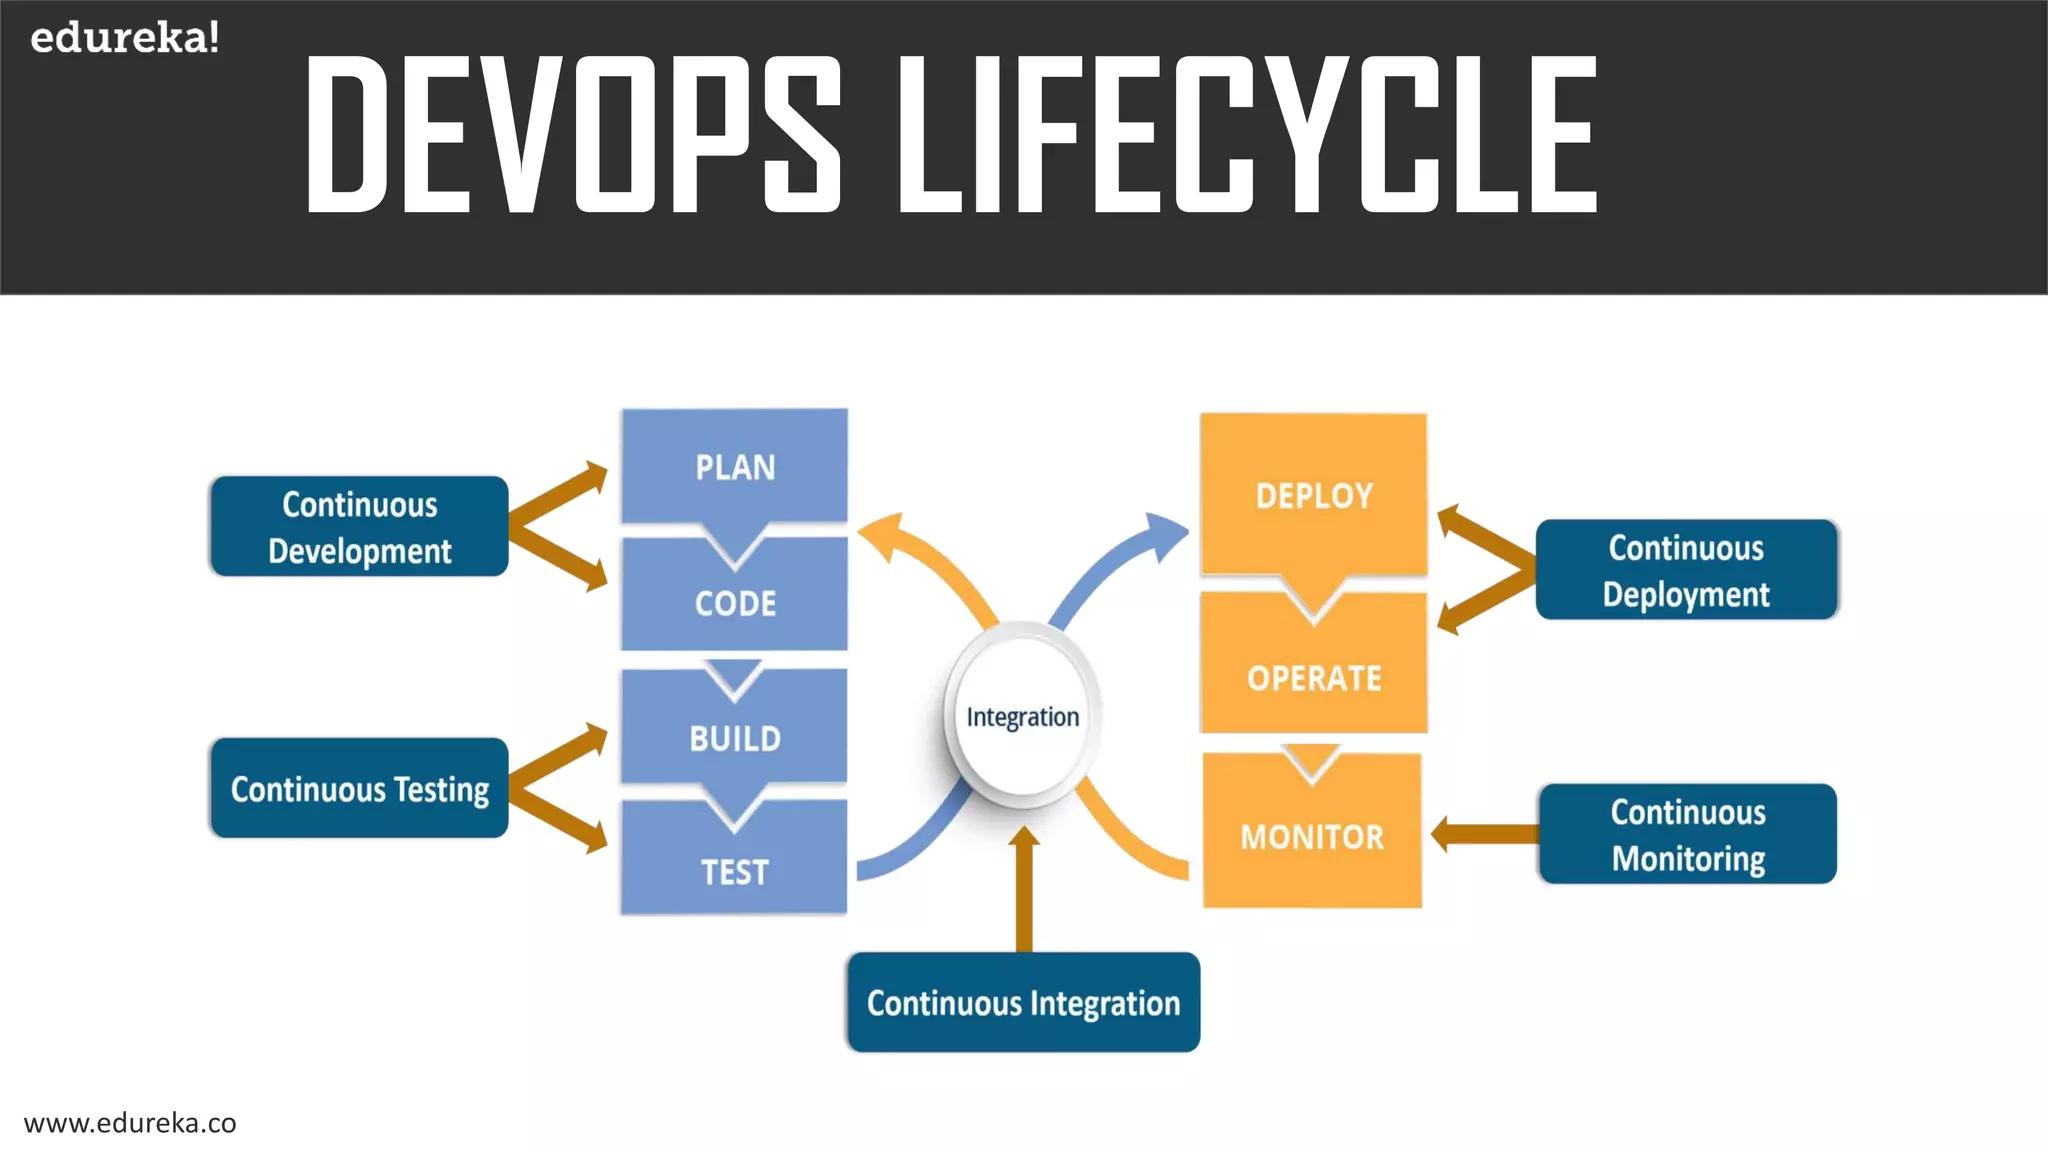 edureka!
DEVOPS LIFECYCLE
Continuous
Development
Continuous Testing
PLAN
CODE
BUILD
TEST
Integration
Continuous Integration
DEPLOY
OPERATE
MONITOR
Continuous
Deployment
Continuous
Monitoring
www.edureka.co